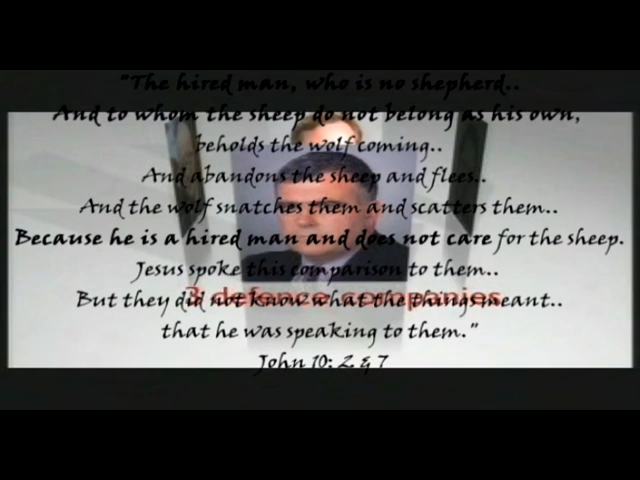 "The hired man, who is no shepherd..
And to whom the sheep do not belong as his own,
beholds the wolf coming..
And abandons the sheep and flees..
And the wolf snatches them and scatters them..
Because he is a hired man and does not care for the sheep.
Jesus spoke this comparison to them..
3 defence companies
But they did not know what the things meant..
that he was speaking to them."
John 10: 2 & 7